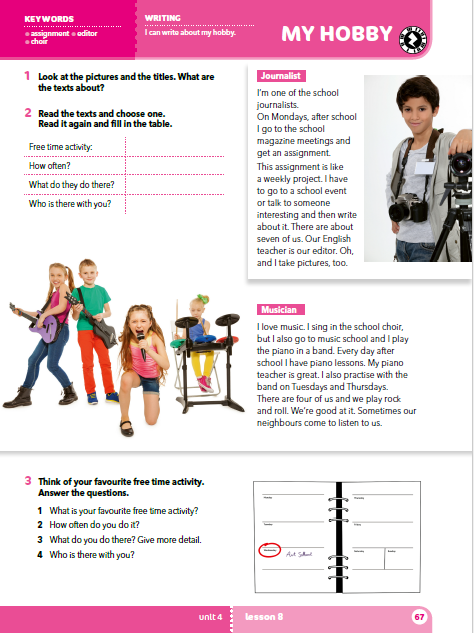 KEYWORDS
assignment editor
choir
WRITING
I can write about my hobby.
MY HOBBY
1 Look at the pictures and the titles. What are
the texts about?
2 Read the texts and choose one.
Read it again and fill in the table.
Free time activity:
How often?
What do they do there?
Who is there with you?
Journalist
I'm one of the school
journalists.
On Mondays, after school
I go to the school
magazine meetings and
get an assignment.
This assignment is like
a weekly project. I have
to go to a school event
or talk to someone
interesting and then write
about it. There are about
seven of us. Our English
teacher is our editor. Oh,
and I take pictures, too.
Musician
I love music. I sing in the school choir,
but I also go to music school and I play
the piano in a band. Every day after
school I have piano lessons. My piano
teacher is great. I also practise with the
band on Tuesdays and Thursdays.
There are four of us and we play rock
and roll. We're good at it. Sometimes our
neighbours come to listen to us.
3 Think of your favourite free time activity.
Answer the questions.
1 What is your favourite free time activity?
2 How often do you do it?
3 What do you do there? Give more detail.
4 Who is there with you?
Art School
unit 4 lesson 8
67